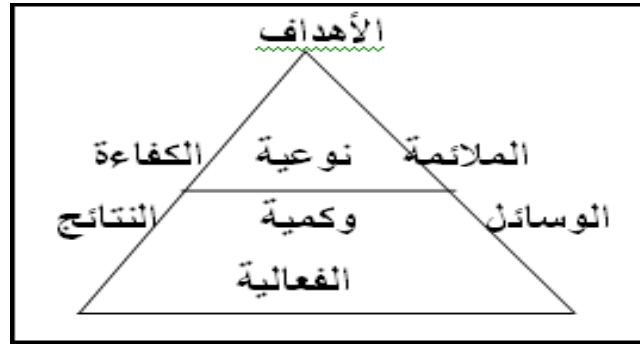 الأهداف
الملائمة نوعية الكفاءة
الوسائل وكمية النتائج
الفعالية